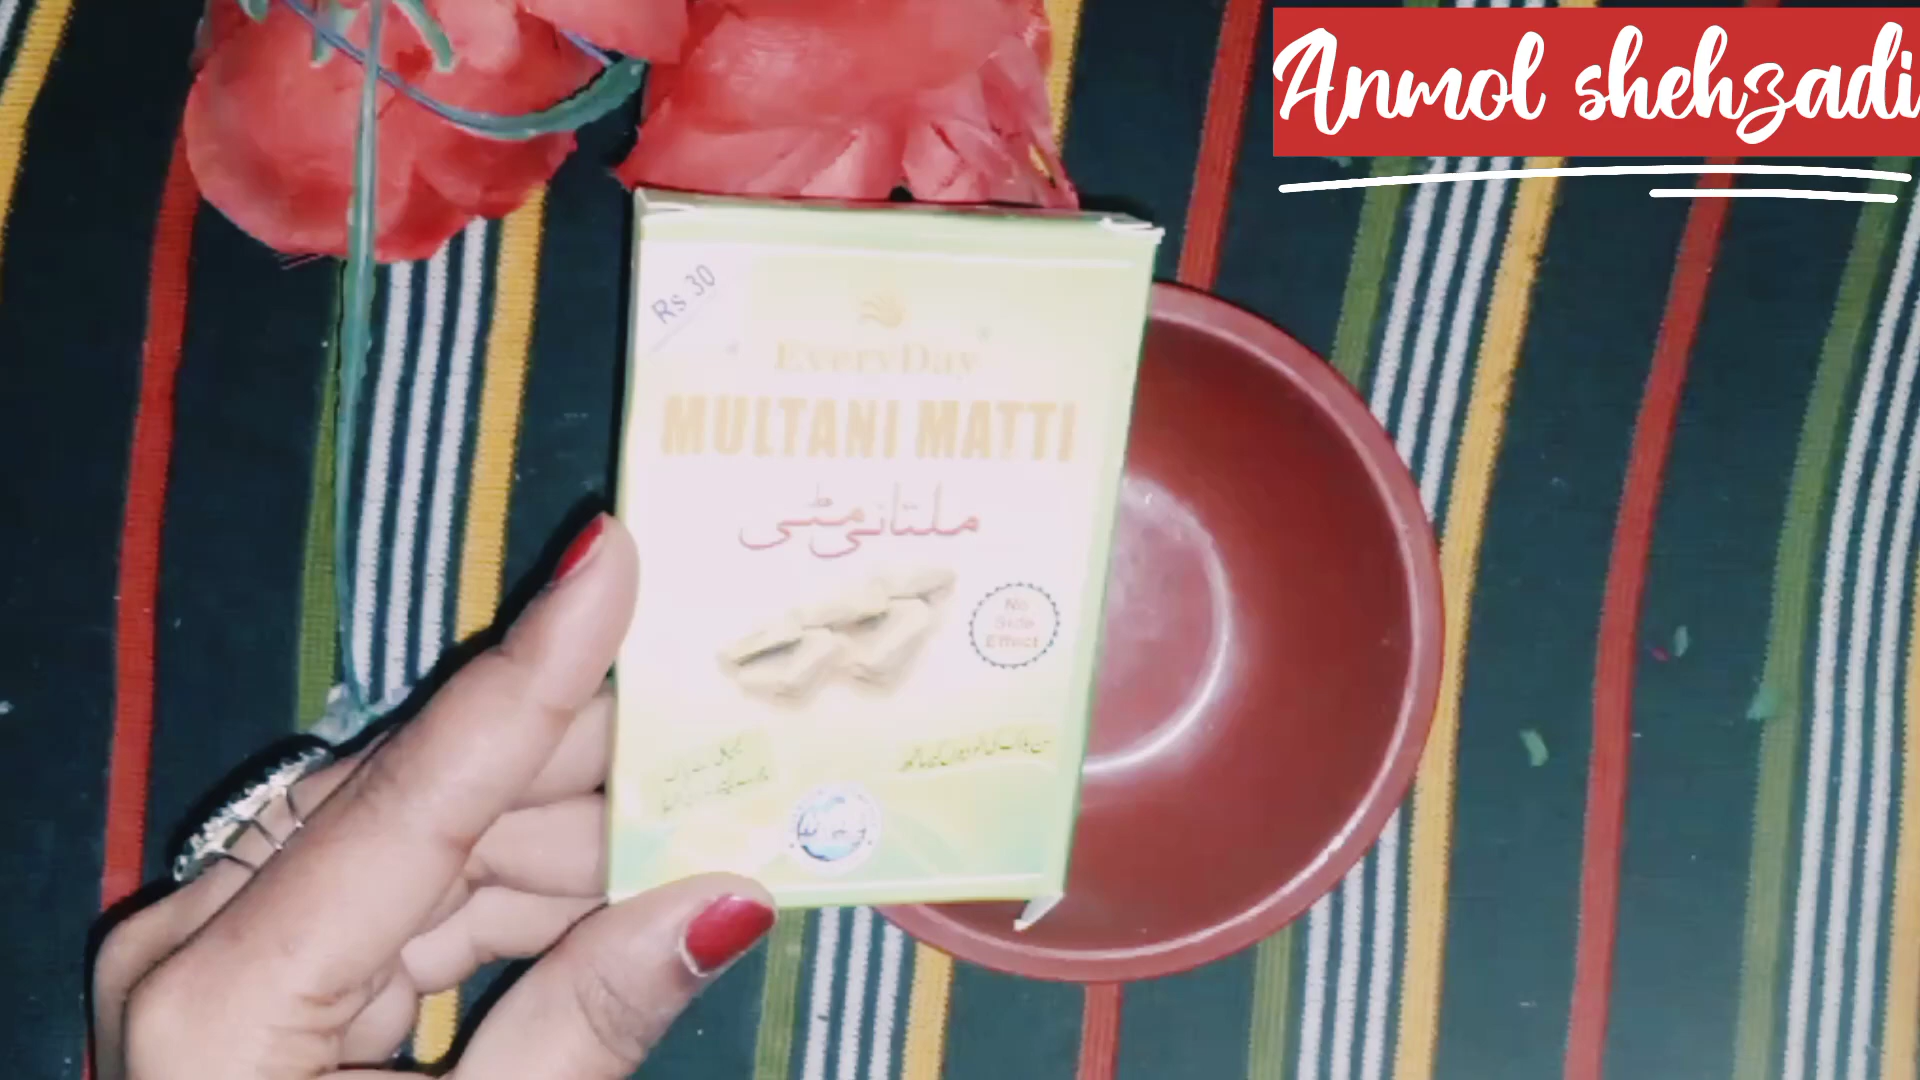 Anmol shehzadi
Rs 30
EveryDay
MULTANI MATTI
ملتانی مٹی
No
Side
Effect